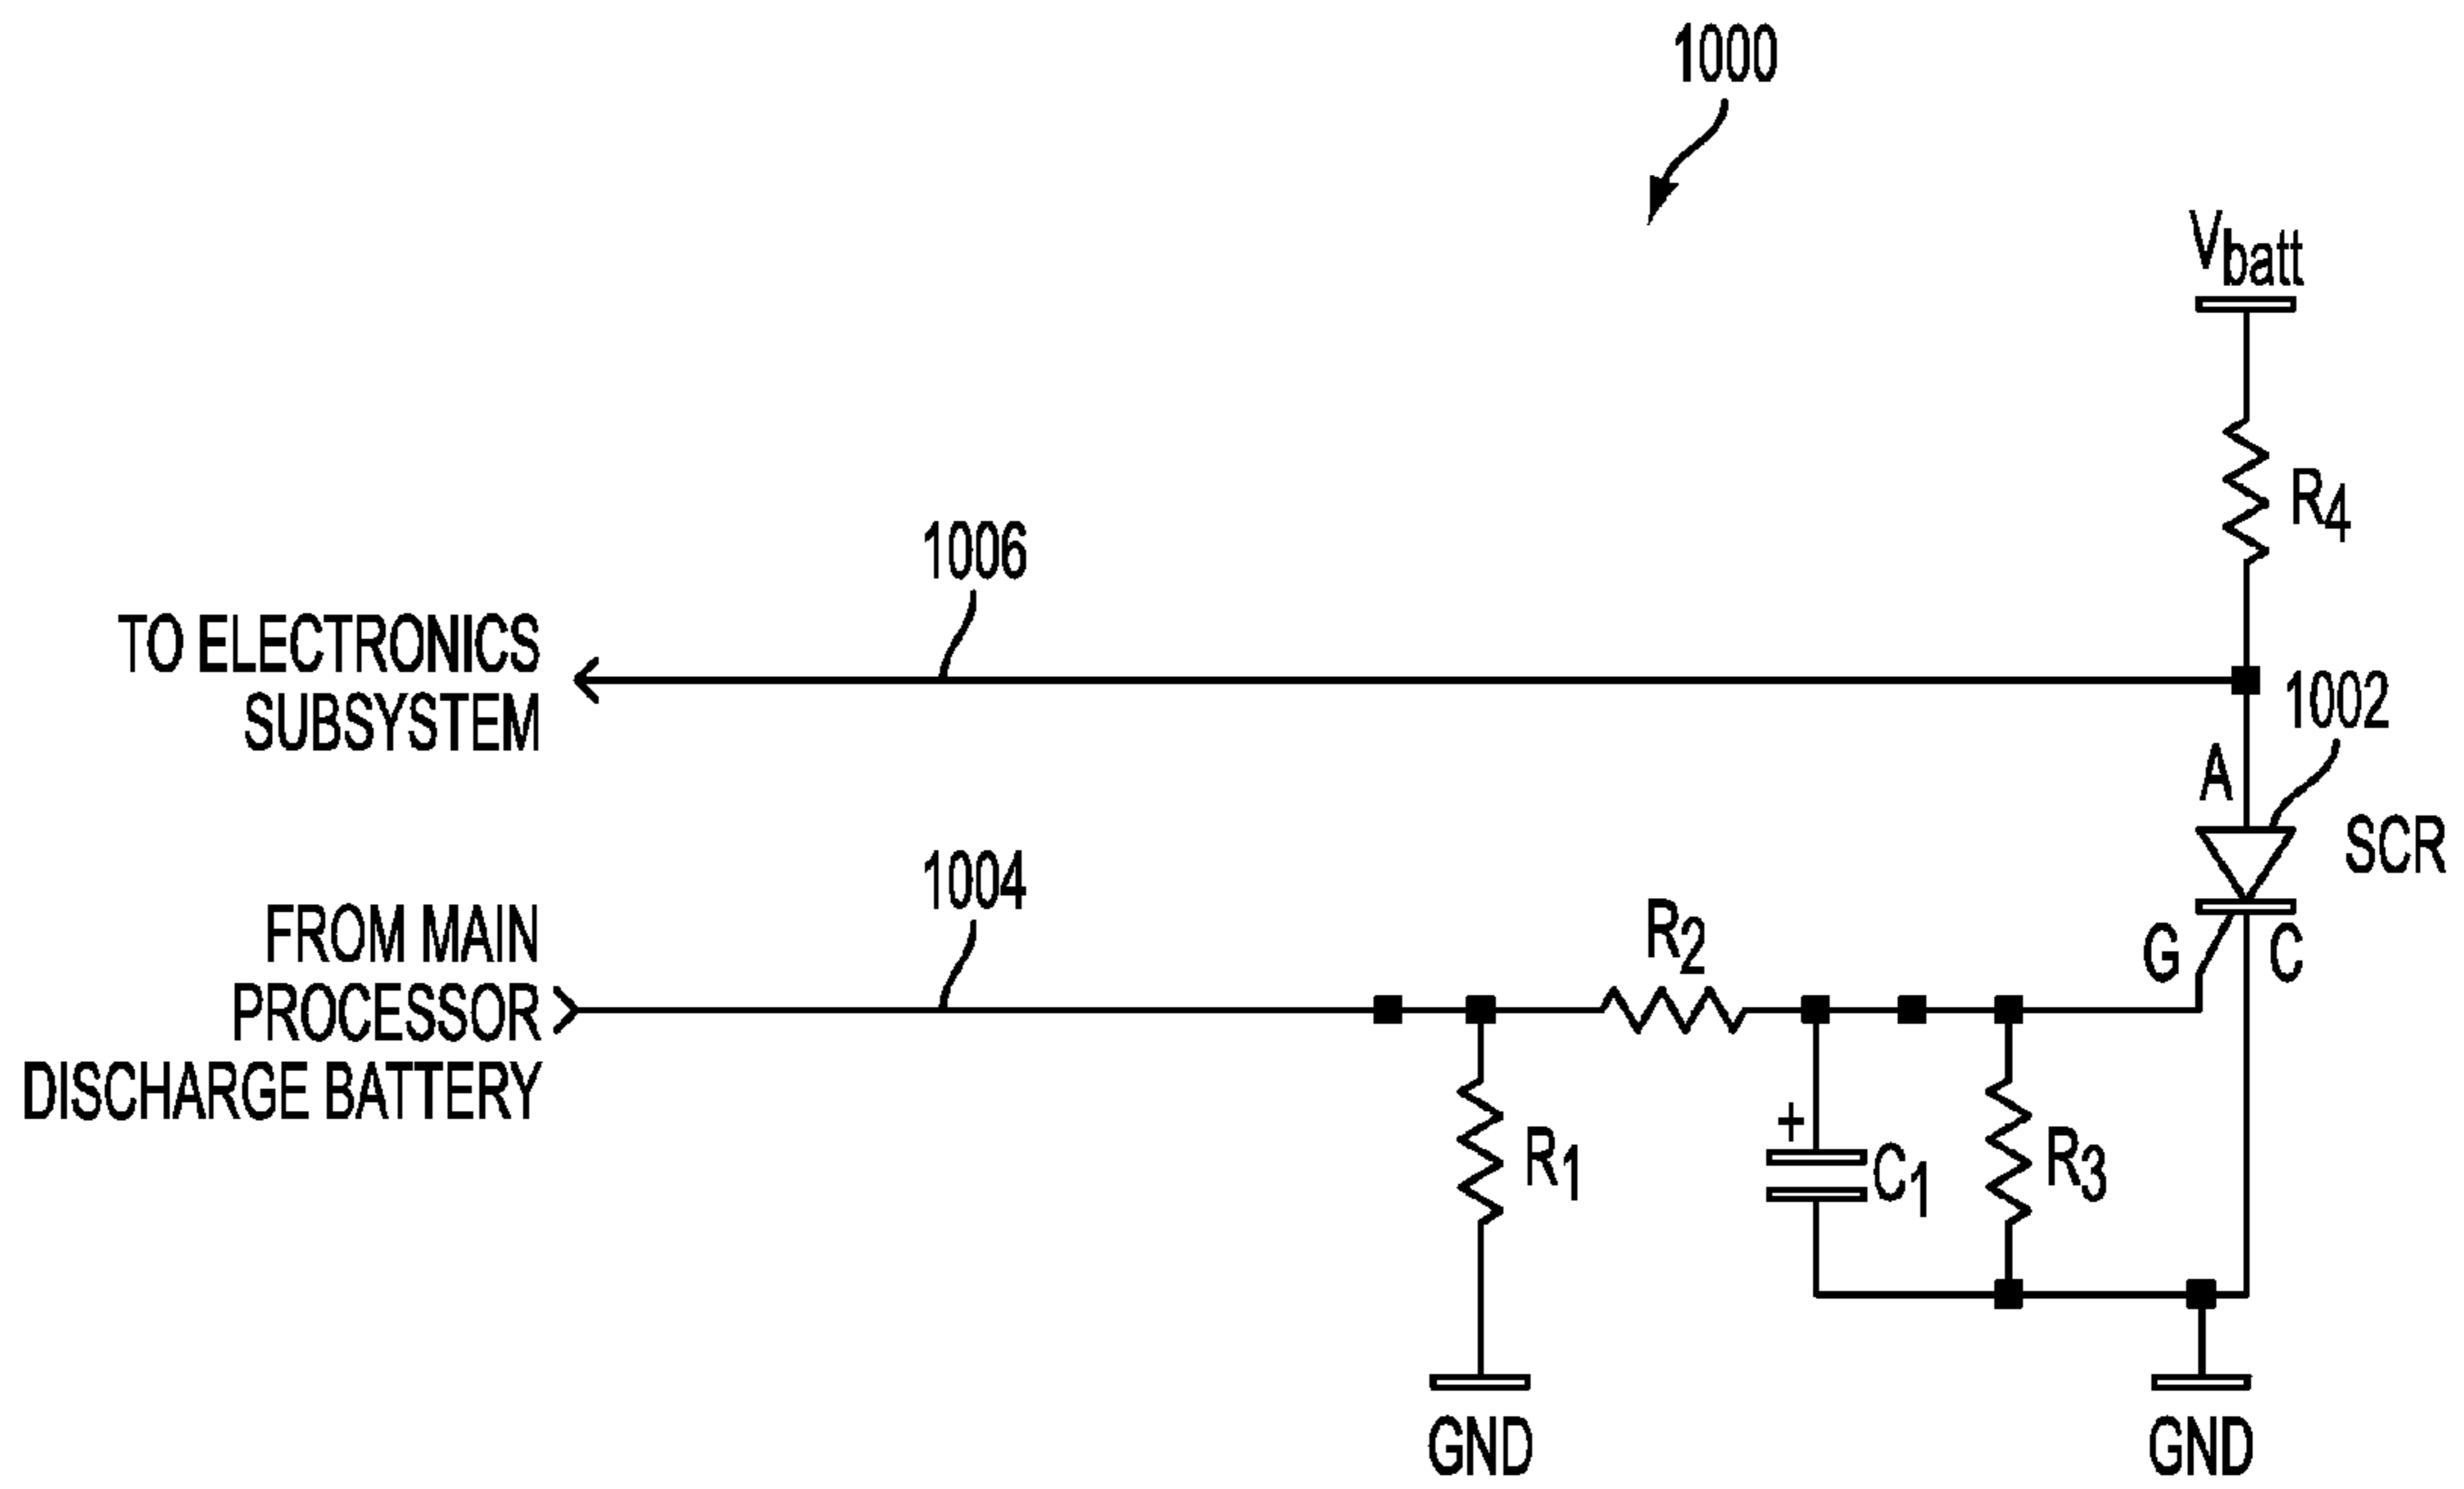 1000
Vbatt
R4
1006
TO ELECTRONICS
SUBSYSTEM
1002
A
SCR
1004
FROM MAIN
PROCESSOR
DISCHARGE BATTERY
R2
G
C
+
R1
C1
R3
GND
GND